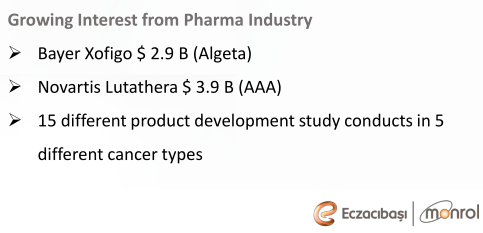 Growing Interest from Pharma Industry
➤ Bayer Xofigo $ 2.9 B (Algeta)
➤ Novartis Lutathera $ 3.9 B (AAA)
➤ 15 different product development study conducts in 5
different cancer types
Eczacıbaşı monrol